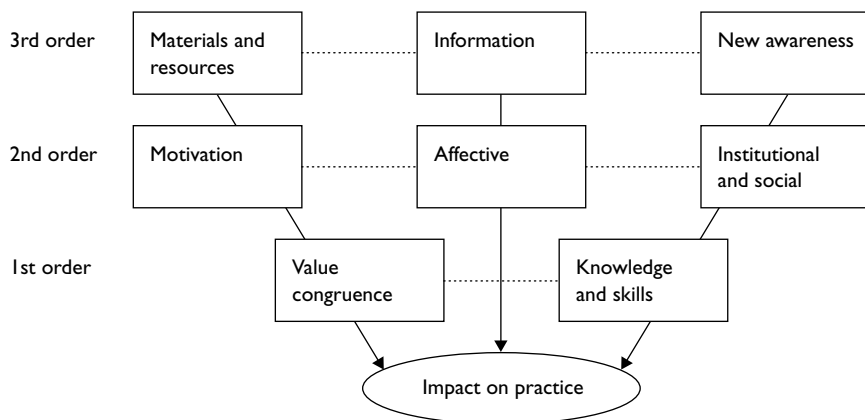 3rd order
Materials and
resources
Information
New awareness
2nd order
Motivation
Affective
Institutional
and social
1st order
Value
congruence
Knowledge
and skills
Impact on practice